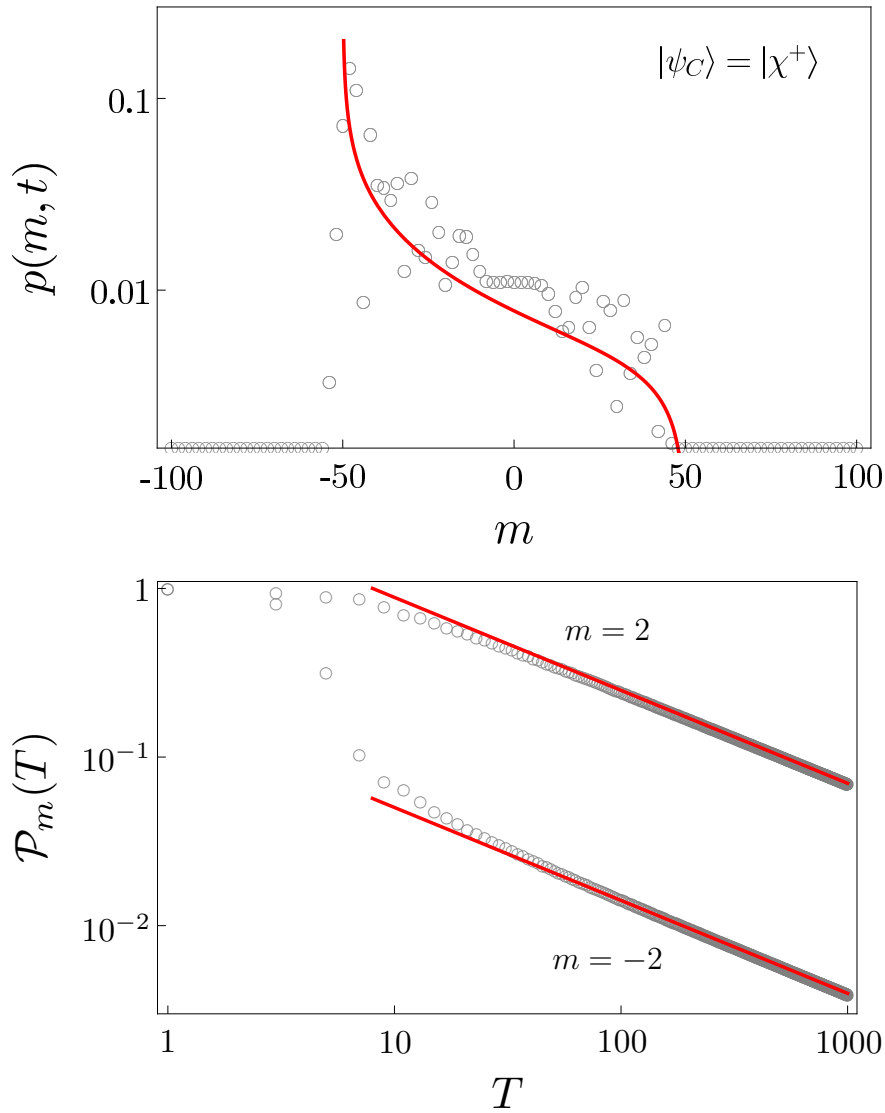 |ψ_C⟩ = |χ⁺⟩
0.1
0.01
p(m, t)
-100 -50 0 50 100
m
1
10⁻¹
10⁻²
𝒫ₘ(T)
m = 2
m = −2
1 10 100 1000
T